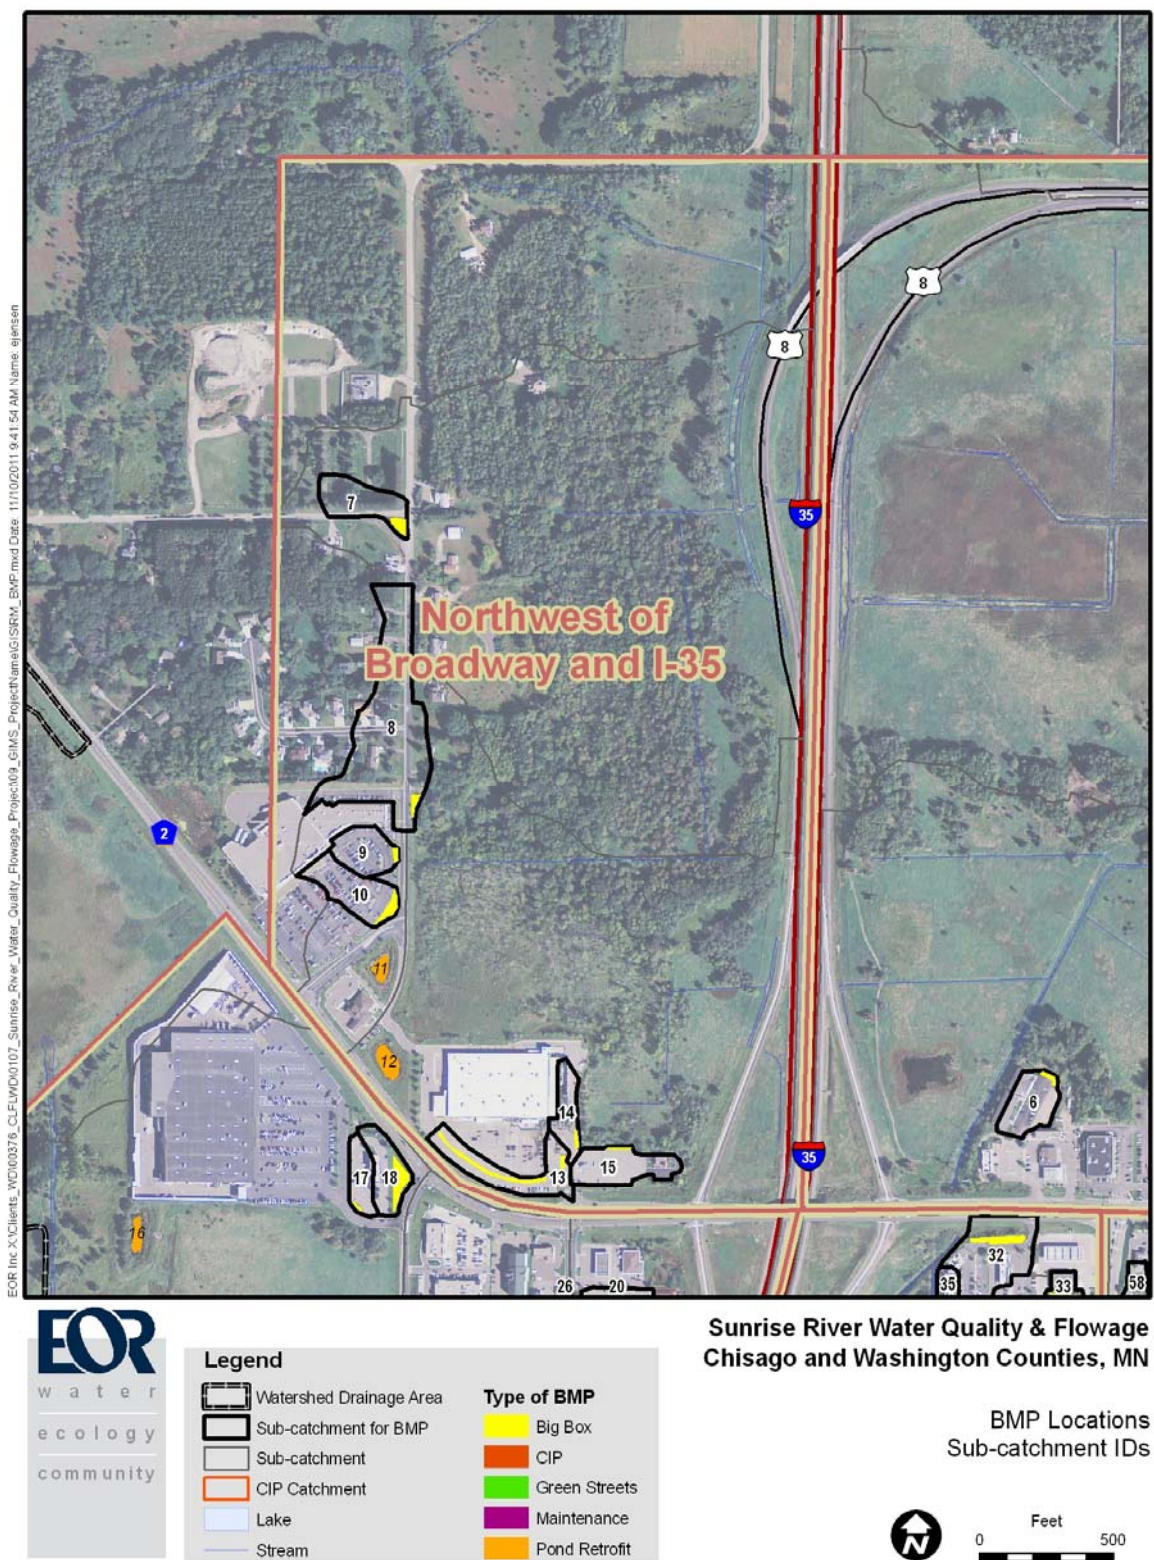 8
8
7
35
Northwest of
Broadway and I-35
8
2
9
10
11
12
14
6
17
18
13
15
35
16
32
26
20
35
33
58
EOR Inc X:\Clients_WD\00376_CLFLWD\0107_Sunrise_River_Water_Quality_Flowage_Project\09_GIMS_ProjectName\GIS\RM_BMP.mxd Date: 11/10/2011 9:41:54 AM Name: ejensen
EOR
water
ecology
community
Legend
Watershed Drainage Area
Sub-catchment for BMP
Sub-catchment
CIP Catchment
Lake
Stream
Type of BMP
Big Box
CIP
Green Streets
Maintenance
Pond Retrofit
Sunrise River Water Quality & Flowage
Chisago and Washington Counties, MN
BMP Locations
Sub-catchment IDs
N
Feet
0 500